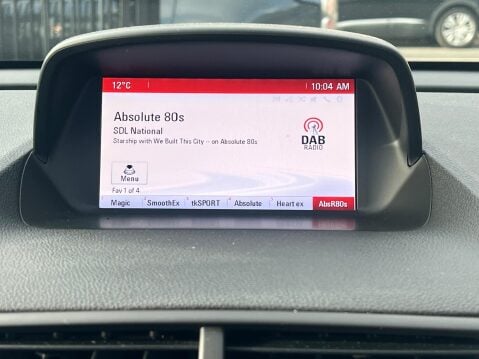 12°C 10:04 AM
Absolute 80s
SDL National
Starship with We Built This City -- on Absolute 80s
DAB
RADIO
Menu
Fav 1 of 4
Magic SmoothEx tkSPORT Absolute Heart ex AbsR80s